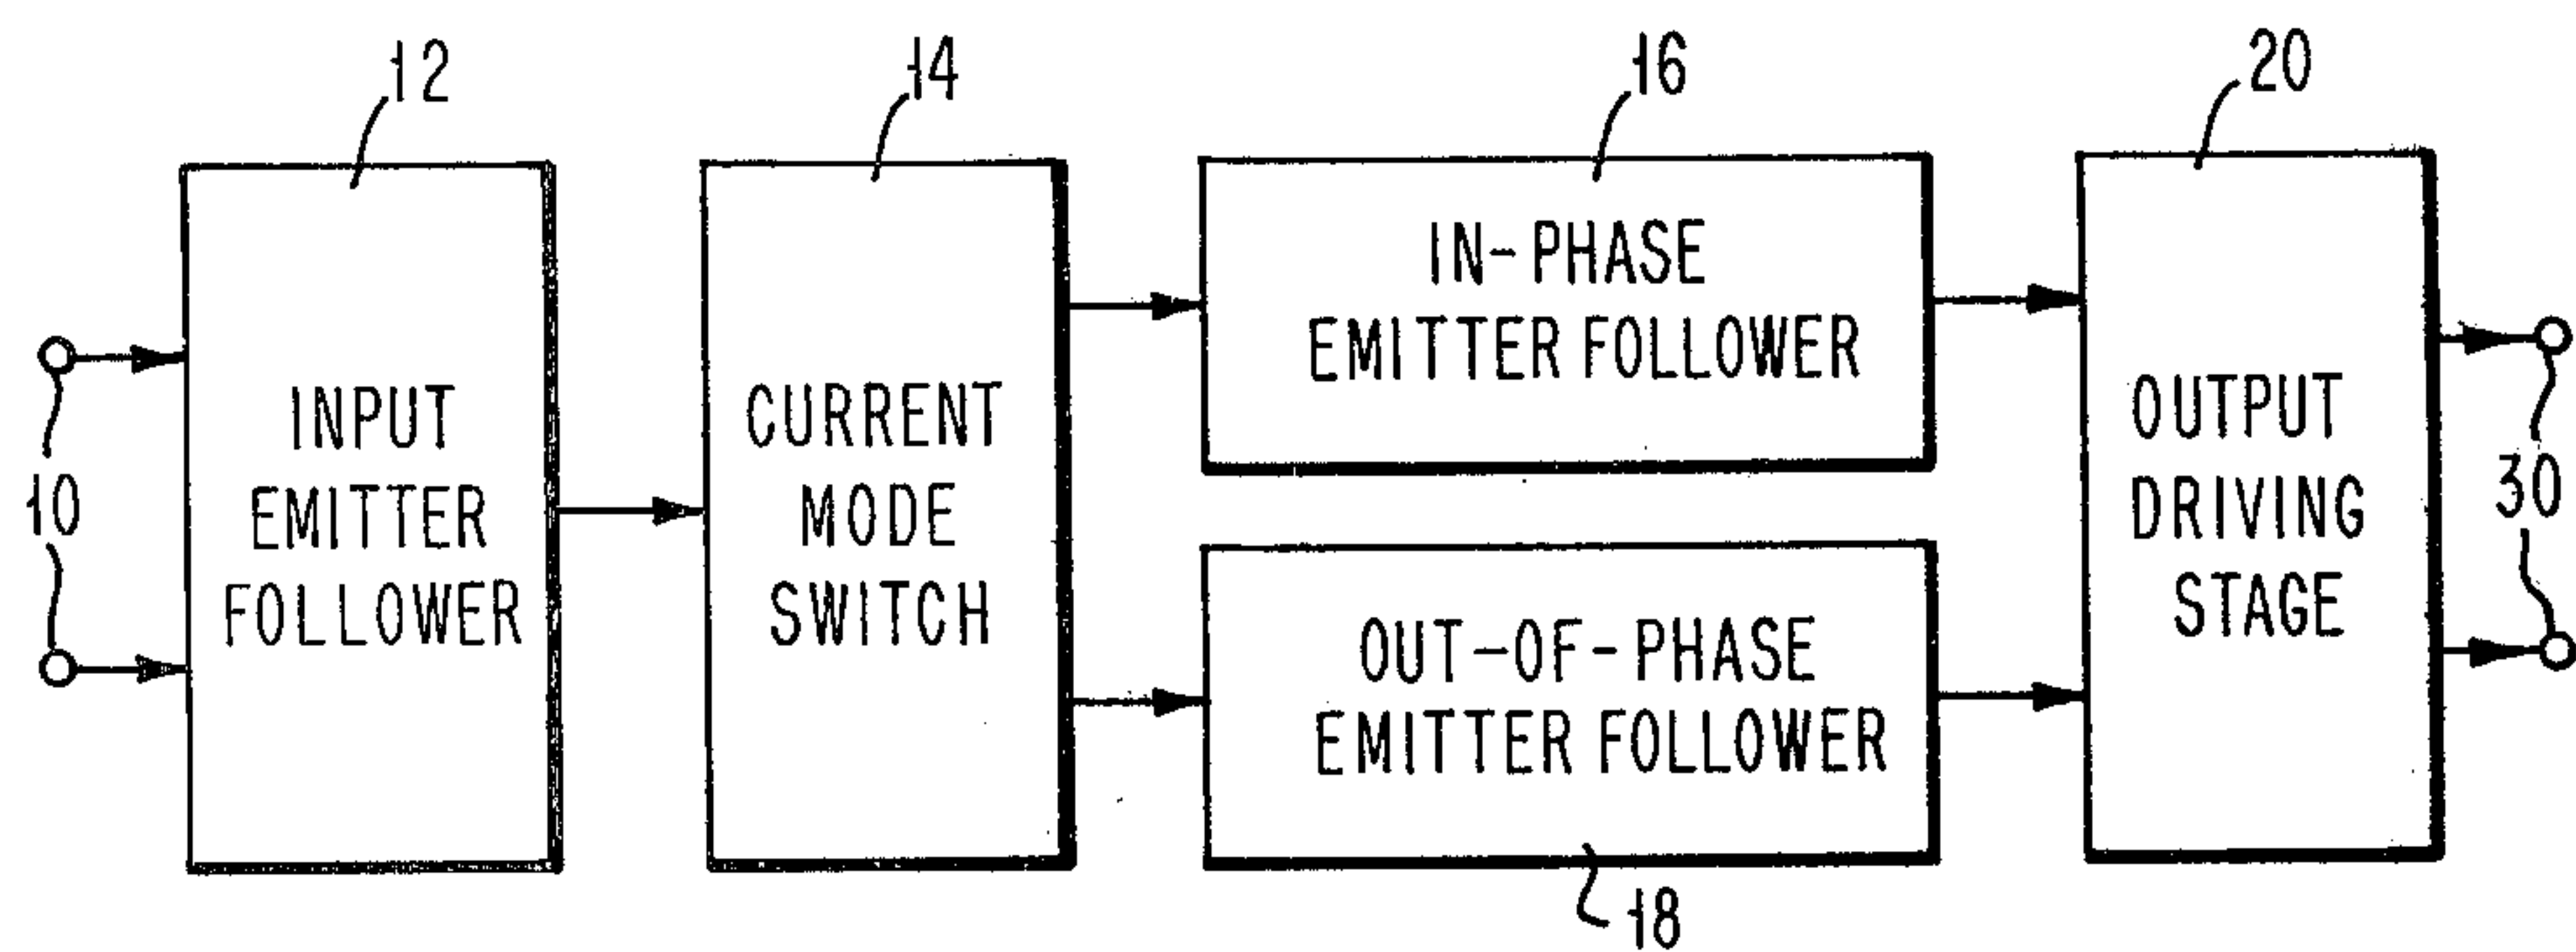 12
14
16
20
10
INPUT
EMITTER
FOLLOWER
CURRENT
MODE
SWITCH
IN-PHASE
EMITTER FOLLOWER
OUT-OF-PHASE
EMITTER FOLLOWER
18
OUTPUT
DRIVING
STAGE
30